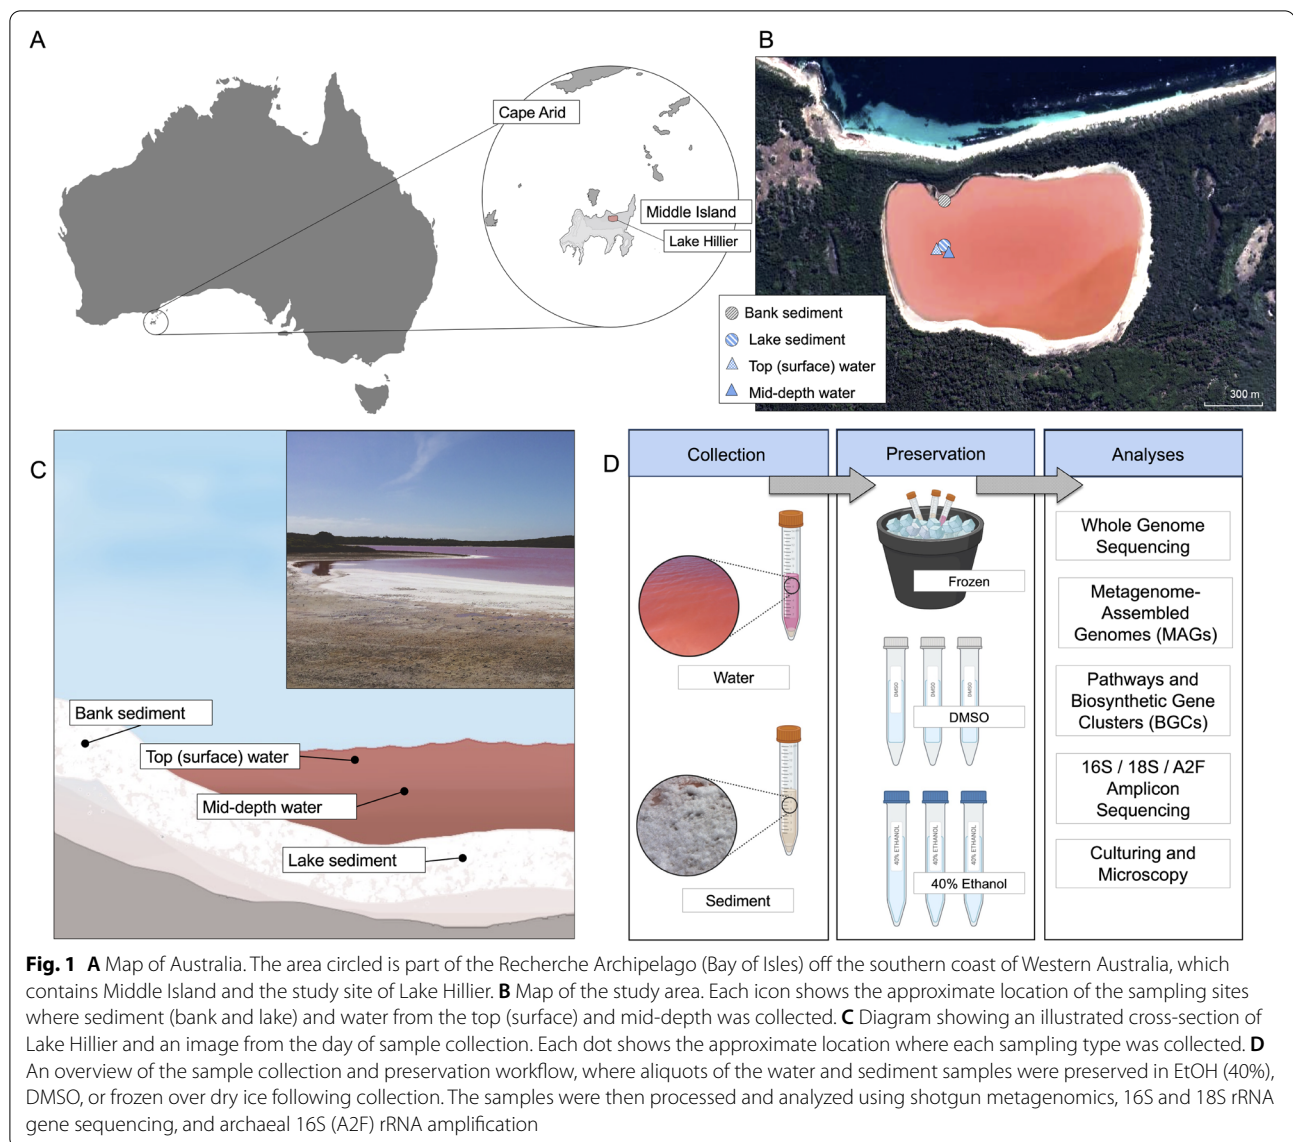 A
Cape Arid
Middle Island
Lake Hillier
B
Bank sediment
Lake sediment
Top (surface) water
Mid-depth water
300 m
C
Bank sediment
Top (surface) water
Mid-depth water
Lake sediment
D
Collection
Preservation
Analyses
Water
Sediment
Frozen
DMSO
DMSO
DMSO
DMSO
40% ETHANOL
40% ETHANOL
40% ETHANOL
40% Ethanol
Whole Genome
Sequencing
Metagenome-
Assembled
Genomes (MAGs)
Pathways and
Biosynthetic Gene
Clusters (BGCs)
16S / 18S / A2F
Amplicon
Sequencing
Culturing and
Microscopy
Fig. 1 A Map of Australia. The area circled is part of the Recherche Archipelago (Bay of Isles) off the southern coast of Western Australia, which
contains Middle Island and the study site of Lake Hillier. B Map of the study area. Each icon shows the approximate location of the sampling sites
where sediment (bank and lake) and water from the top (surface) and mid-depth was collected. C Diagram showing an illustrated cross-section of
Lake Hillier and an image from the day of sample collection. Each dot shows the approximate location where each sampling type was collected. D
An overview of the sample collection and preservation workflow, where aliquots of the water and sediment samples were preserved in EtOH (40%),
DMSO, or frozen over dry ice following collection. The samples were then processed and analyzed using shotgun metagenomics, 16S and 18S rRNA
gene sequencing, and archaeal 16S (A2F) rRNA amplification